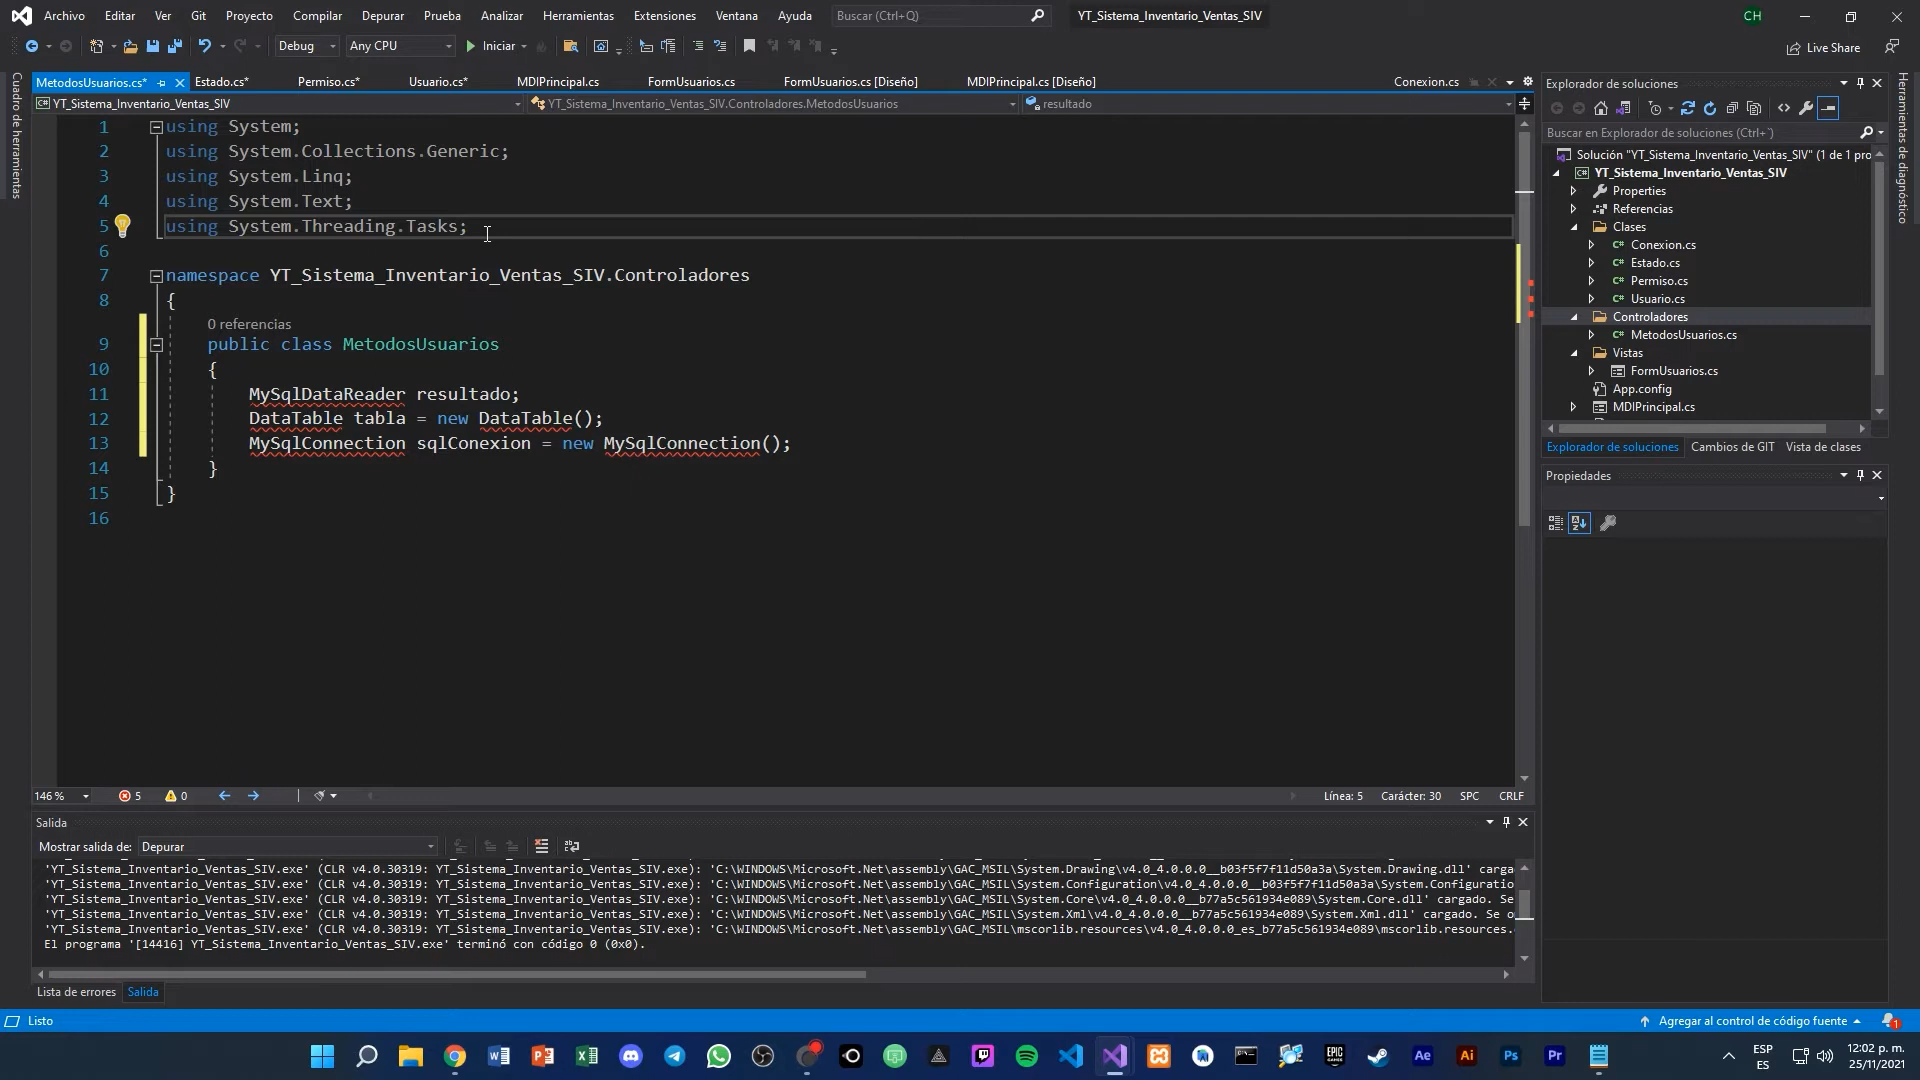 Archivo Editar Ver Git Proyecto Compilar Depurar Prueba Analizar Herramientas Extensiones Ventana Ayuda Buscar (Ctrl+Q) YT_Sistema_Inventario_Ventas_SIV CH
Debug Any CPU Iniciar Live Share
MetodosUsuarios.cs* Estado.cs* Permiso.cs* Usuario.cs* MDIPrincipal.cs FormUsuarios.cs FormUsuarios.cs [Diseño] MDIPrincipal.cs [Diseño] Conexion.cs
YT_Sistema_Inventario_Ventas_SIV YT_Sistema_Inventario_Ventas_SIV.Controladores.MetodosUsuarios resultado
Cuadro de herramientas
1 using System;
2 using System.Collections.Generic;
3 using System.Linq;
4 using System.Text;
5 using System.Threading.Tasks;
6
7 namespace YT_Sistema_Inventario_Ventas_SIV.Controladores
8 {
0 referencias
9 public class MetodosUsuarios
10 {
11 MySqlDataReader resultado;
12 DataTable tabla = new DataTable();
13 MySqlConnection sqlConexion = new MySqlConnection();
14 }
15 }
16
146 % 5 0 Línea: 5 Carácter: 30 SPC CRLF
Salida
Mostrar salida de: Depurar
'YT_Sistema_Inventario_Ventas_SIV.exe' (CLR v4.0.30319: YT_Sistema_Inventario_Ventas_SIV.exe): 'C:\WINDOWS\Microsoft.Net\assembly\GAC_MSIL\System.Drawing\v4.0_4.0.0.0__b03f5f7f11d50a3a\System.Drawing.dll' carga
'YT_Sistema_Inventario_Ventas_SIV.exe' (CLR v4.0.30319: YT_Sistema_Inventario_Ventas_SIV.exe): 'C:\WINDOWS\Microsoft.Net\assembly\GAC_MSIL\System.Configuration\v4.0_4.0.0.0__b03f5f7f11d50a3a\System.Configuratio
'YT_Sistema_Inventario_Ventas_SIV.exe' (CLR v4.0.30319: YT_Sistema_Inventario_Ventas_SIV.exe): 'C:\WINDOWS\Microsoft.Net\assembly\GAC_MSIL\System.Core\v4.0_4.0.0.0__b77a5c561934e089\System.Core.dll' cargado. Se
'YT_Sistema_Inventario_Ventas_SIV.exe' (CLR v4.0.30319: YT_Sistema_Inventario_Ventas_SIV.exe): 'C:\WINDOWS\Microsoft.Net\assembly\GAC_MSIL\System.Xml\v4.0_4.0.0.0__b77a5c561934e089\System.Xml.dll' cargado. Se o
'YT_Sistema_Inventario_Ventas_SIV.exe' (CLR v4.0.30319: YT_Sistema_Inventario_Ventas_SIV.exe): 'C:\WINDOWS\Microsoft.Net\assembly\GAC_MSIL\mscorlib.resources\v4.0_4.0.0.0_es_b77a5c561934e089\mscorlib.resources.
El programa '[14416] YT_Sistema_Inventario_Ventas_SIV.exe' terminó con código 0 (0x0).
Lista de errores Salida
Explorador de soluciones
Buscar en Explorador de soluciones (Ctrl+`)
Solución "YT_Sistema_Inventario_Ventas_SIV" (1 de 1 pro
YT_Sistema_Inventario_Ventas_SIV
Properties
Referencias
Clases
Conexion.cs
Estado.cs
Permiso.cs
Usuario.cs
Controladores
MetodosUsuarios.cs
Vistas
FormUsuarios.cs
App.config
MDIPrincipal.cs
Explorador de soluciones Cambios de GIT Vista de clases
Propiedades
Herramientas de diagnóstico
Listo Agregar al control de código fuente 1
ESP
ES
12:02 p. m.
25/11/2021